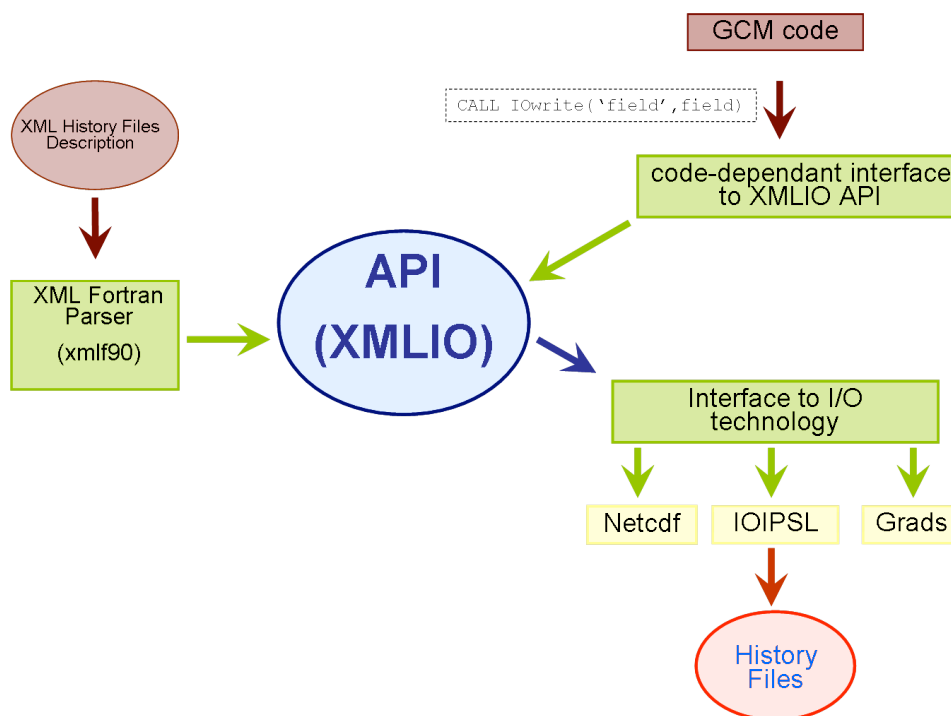 GCM code
CALL IOwrite(‘field’,field)
XML History Files
Description
code-dependant interface
to XMLIO API
API
(XMLIO)
XML Fortran
Parser
(xmlf90)
Interface to I/O
technology
Netcdf
IOIPSL
Grads
History
Files